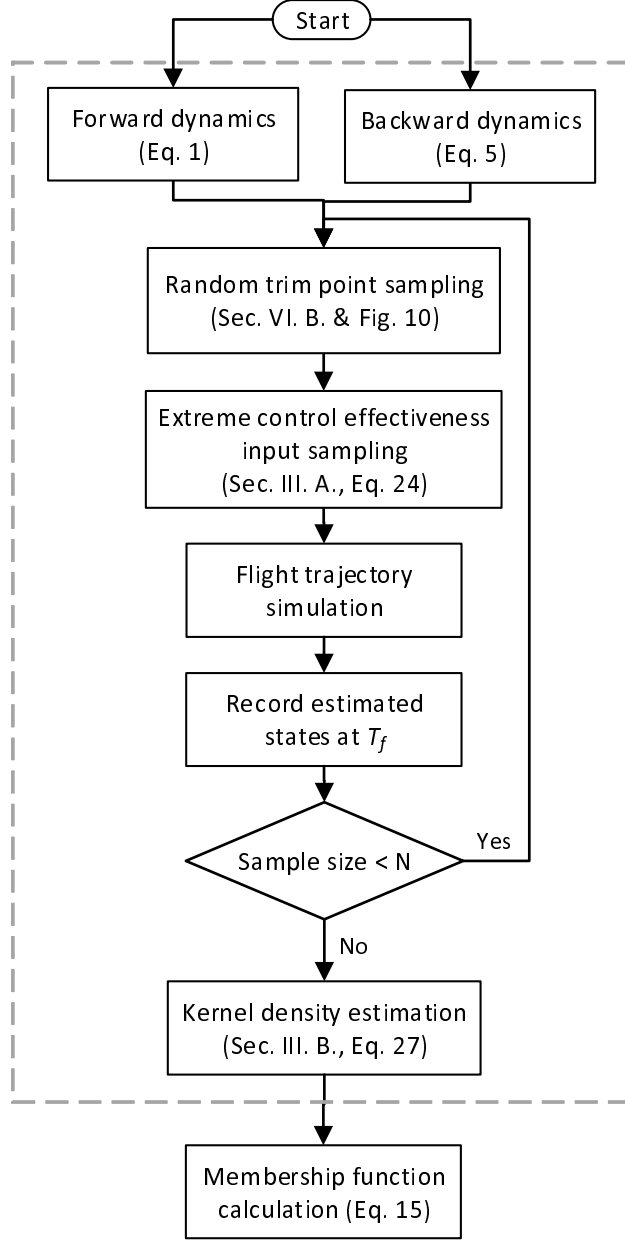 Start
Forward dynamics
(Eq. 1)
Backward dynamics
(Eq. 5)
Random trim point sampling
(Sec. VI. B. & Fig. 10)
Extreme control effectiveness
input sampling
(Sec. III. A., Eq. 24)
Flight trajectory
simulation
Record estimated
states at T_f
Sample size < N
Yes
No
Kernel density estimation
(Sec. III. B., Eq. 27)
Membership function
calculation (Eq. 15)